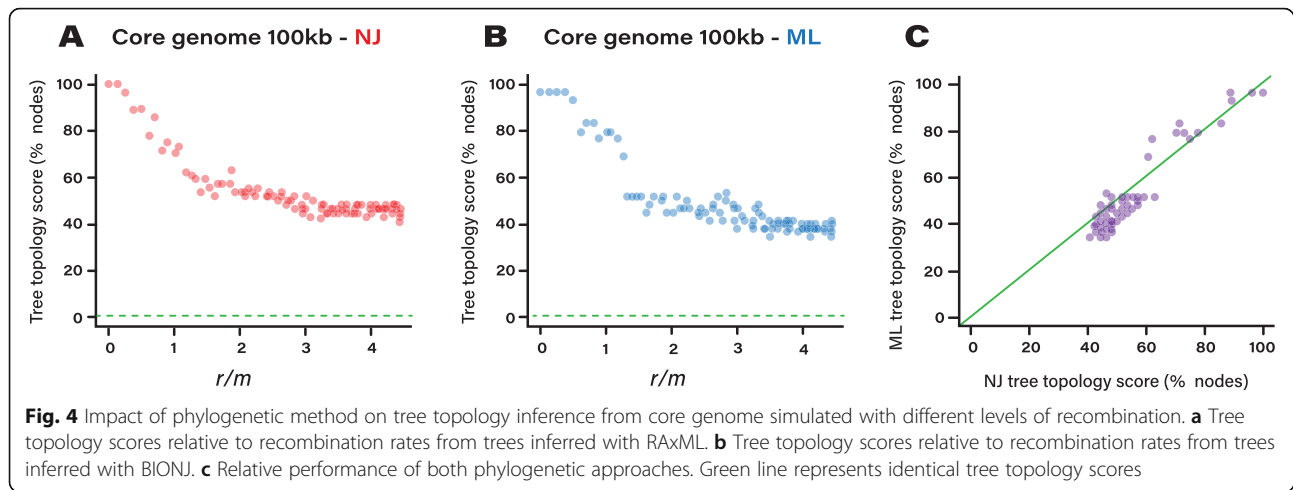 A Core genome 100kb - NJ
Tree topology score (% nodes)
100
80
60
40
20
0
0 1 2 3 4
r/m
B Core genome 100kb - ML
Tree topology score (% nodes)
100
80
60
40
20
0
0 1 2 3 4
r/m
C
ML tree topology score (% nodes)
100
80
60
40
20
0
0 20 40 60 80 100
NJ tree topology score (% nodes)
Fig. 4 Impact of phylogenetic method on tree topology inference from core genome simulated with different levels of recombination. a Tree
topology scores relative to recombination rates from trees inferred with RAxML. b Tree topology scores relative to recombination rates from trees
inferred with BIONJ. c Relative performance of both phylogenetic approaches. Green line represents identical tree topology scores